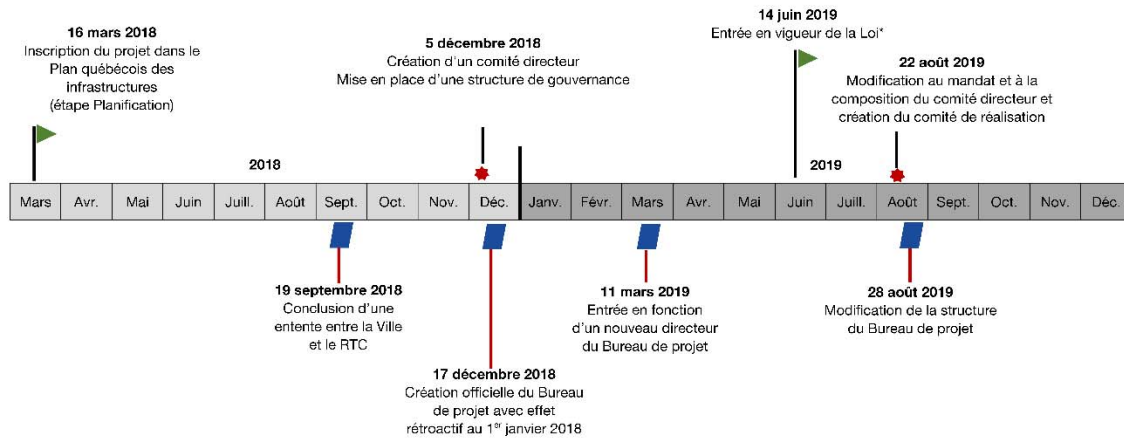 16 mars 2018
Inscription du projet dans le
Plan québécois des
infrastructures
(étape Planification)
5 décembre 2018
Création d'un comité directeur
Mise en place d'une structure de gouvernance
14 juin 2019
Entrée en vigueur de la Loi*
22 août 2019
Modification au mandat et à la
composition du comité directeur et
création du comité de réalisation
2018
2019
Mars Avr. Mai Juin Juill. Août Sept. Oct. Nov. Déc. Janv. Févr. Mars Avr. Mai Juin Juill. Août Sept. Oct. Nov. Déc.
19 septembre 2018
Conclusion d'une
entente entre la Ville
et le RTC
17 décembre 2018
Création officielle du Bureau
de projet avec effet
rétroactif au 1er janvier 2018
11 mars 2019
Entrée en fonction
d'un nouveau directeur
du Bureau de projet
28 août 2019
Modification de la structure
du Bureau de projet